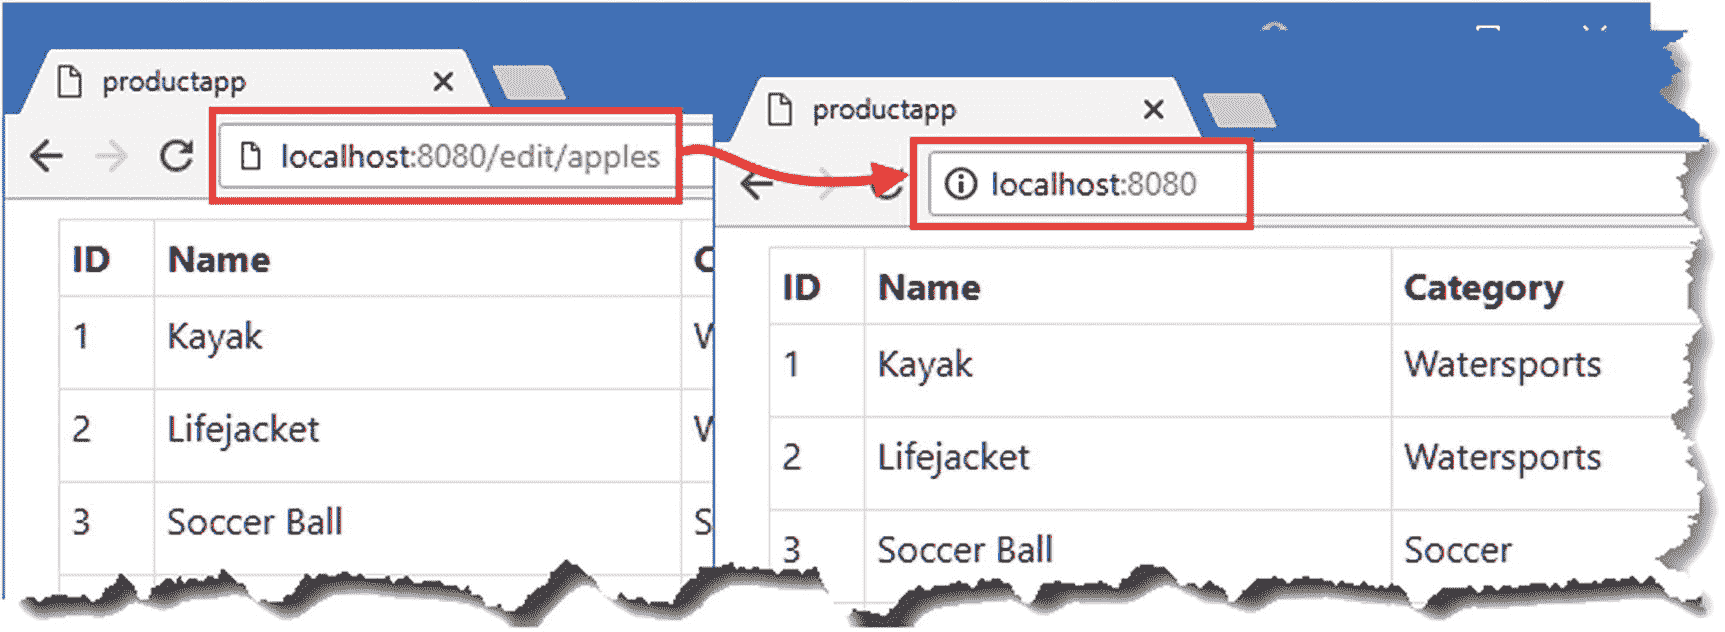 productapp
localhost:8080/edit/apples
ID Name C
1 Kayak W
2 Lifejacket W
3 Soccer Ball S
productapp
localhost:8080
ID Name Category
1 Kayak Watersports
2 Lifejacket Watersports
3 Soccer Ball Soccer